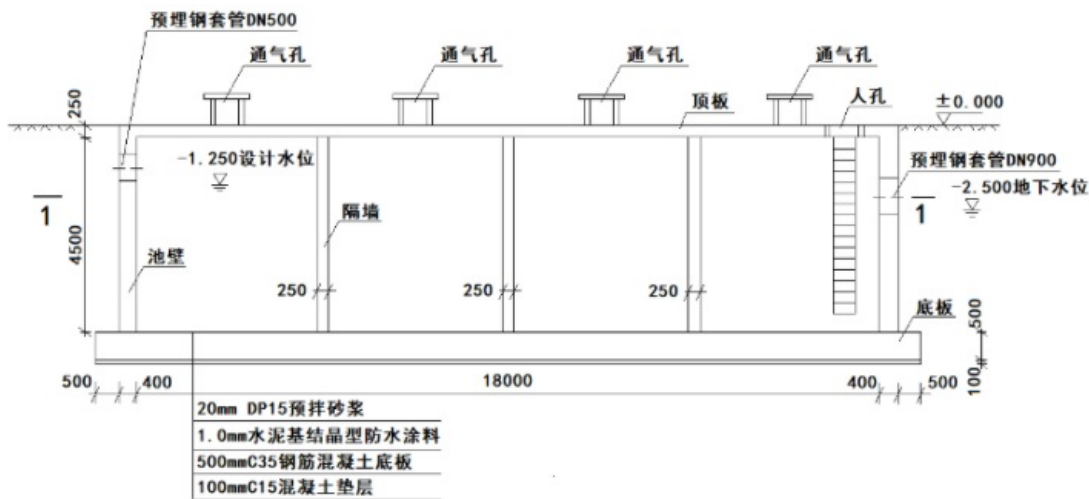 预埋钢套管DN500
通气孔
通气孔
通气孔
通气孔
250
顶板
人孔
±0.000
-1.250设计水位
预埋钢套管DN900
-2.500地下水位
1
1
隔墙
4500
池壁
250
250
250
底板
500
500
400
18000
400
500
100
20mm DP15预拌砂浆
1.0mm水泥基结晶型防水涂料
500mmC35钢筋混凝土底板
100mmC15混凝土垫层